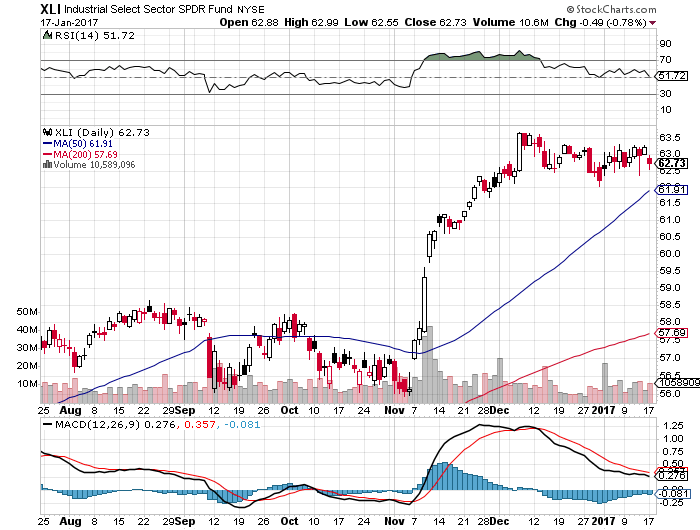 XLI Industrial Select Sector SPDR Fund NYSE © StockCharts.com
17-Jan-2017 Open 62.88 High 62.99 Low 62.55 Close 62.73 Volume 10.6M Chg -0.49 (-0.78%)
RSI(14) 51.72
90
70
51.72
30
10
XLI (Daily) 62.73
MA(50) 61.91
MA(200) 57.69
Volume 10,589,096
63.5
63.0
62.73
62.5
62.0
61.91
61.5
61.0
60.5
60.0
59.5
59.0
58.5
58.0
57.69
57.5
57.0
56.5
10589096
56.0
50M
40M
30M
20M
10M
25 Aug 8 15 22 29 Sep 12 19 26 Oct 10 17 24 Nov 7 14 21 28 Dec 12 19 27 2017 9 17
MACD(12,26,9) 0.276, 0.357, -0.081
1.25
1.00
0.75
0.50
0.357
0.276
0.00
-0.081
25 Aug 8 15 22 29 Sep 12 19 26 Oct 10 17 24 Nov 7 14 21 28 Dec 12 19 27 2017 9 17